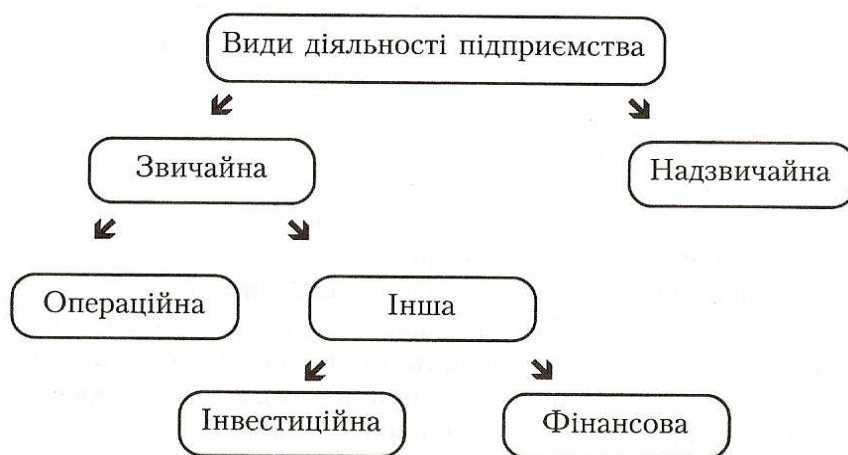 Види діяльності підприємства
Звичайна
Надзвичайна
Операційна
Інша
Інвестиційна
Фінансова